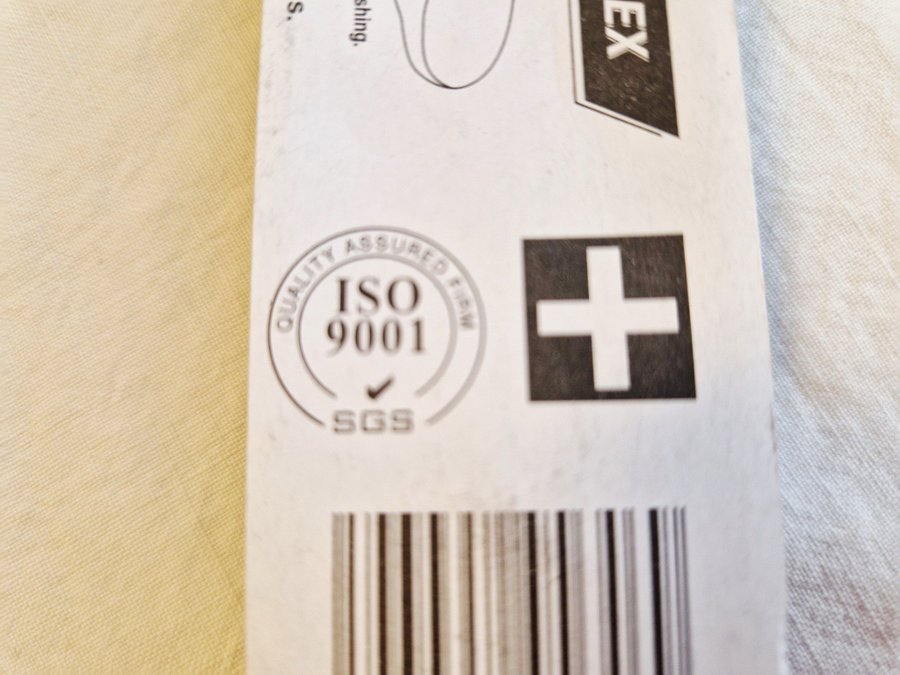 s.
shing.
EX
QUALITY ASSURED FIRM
ISO
9001
SGS